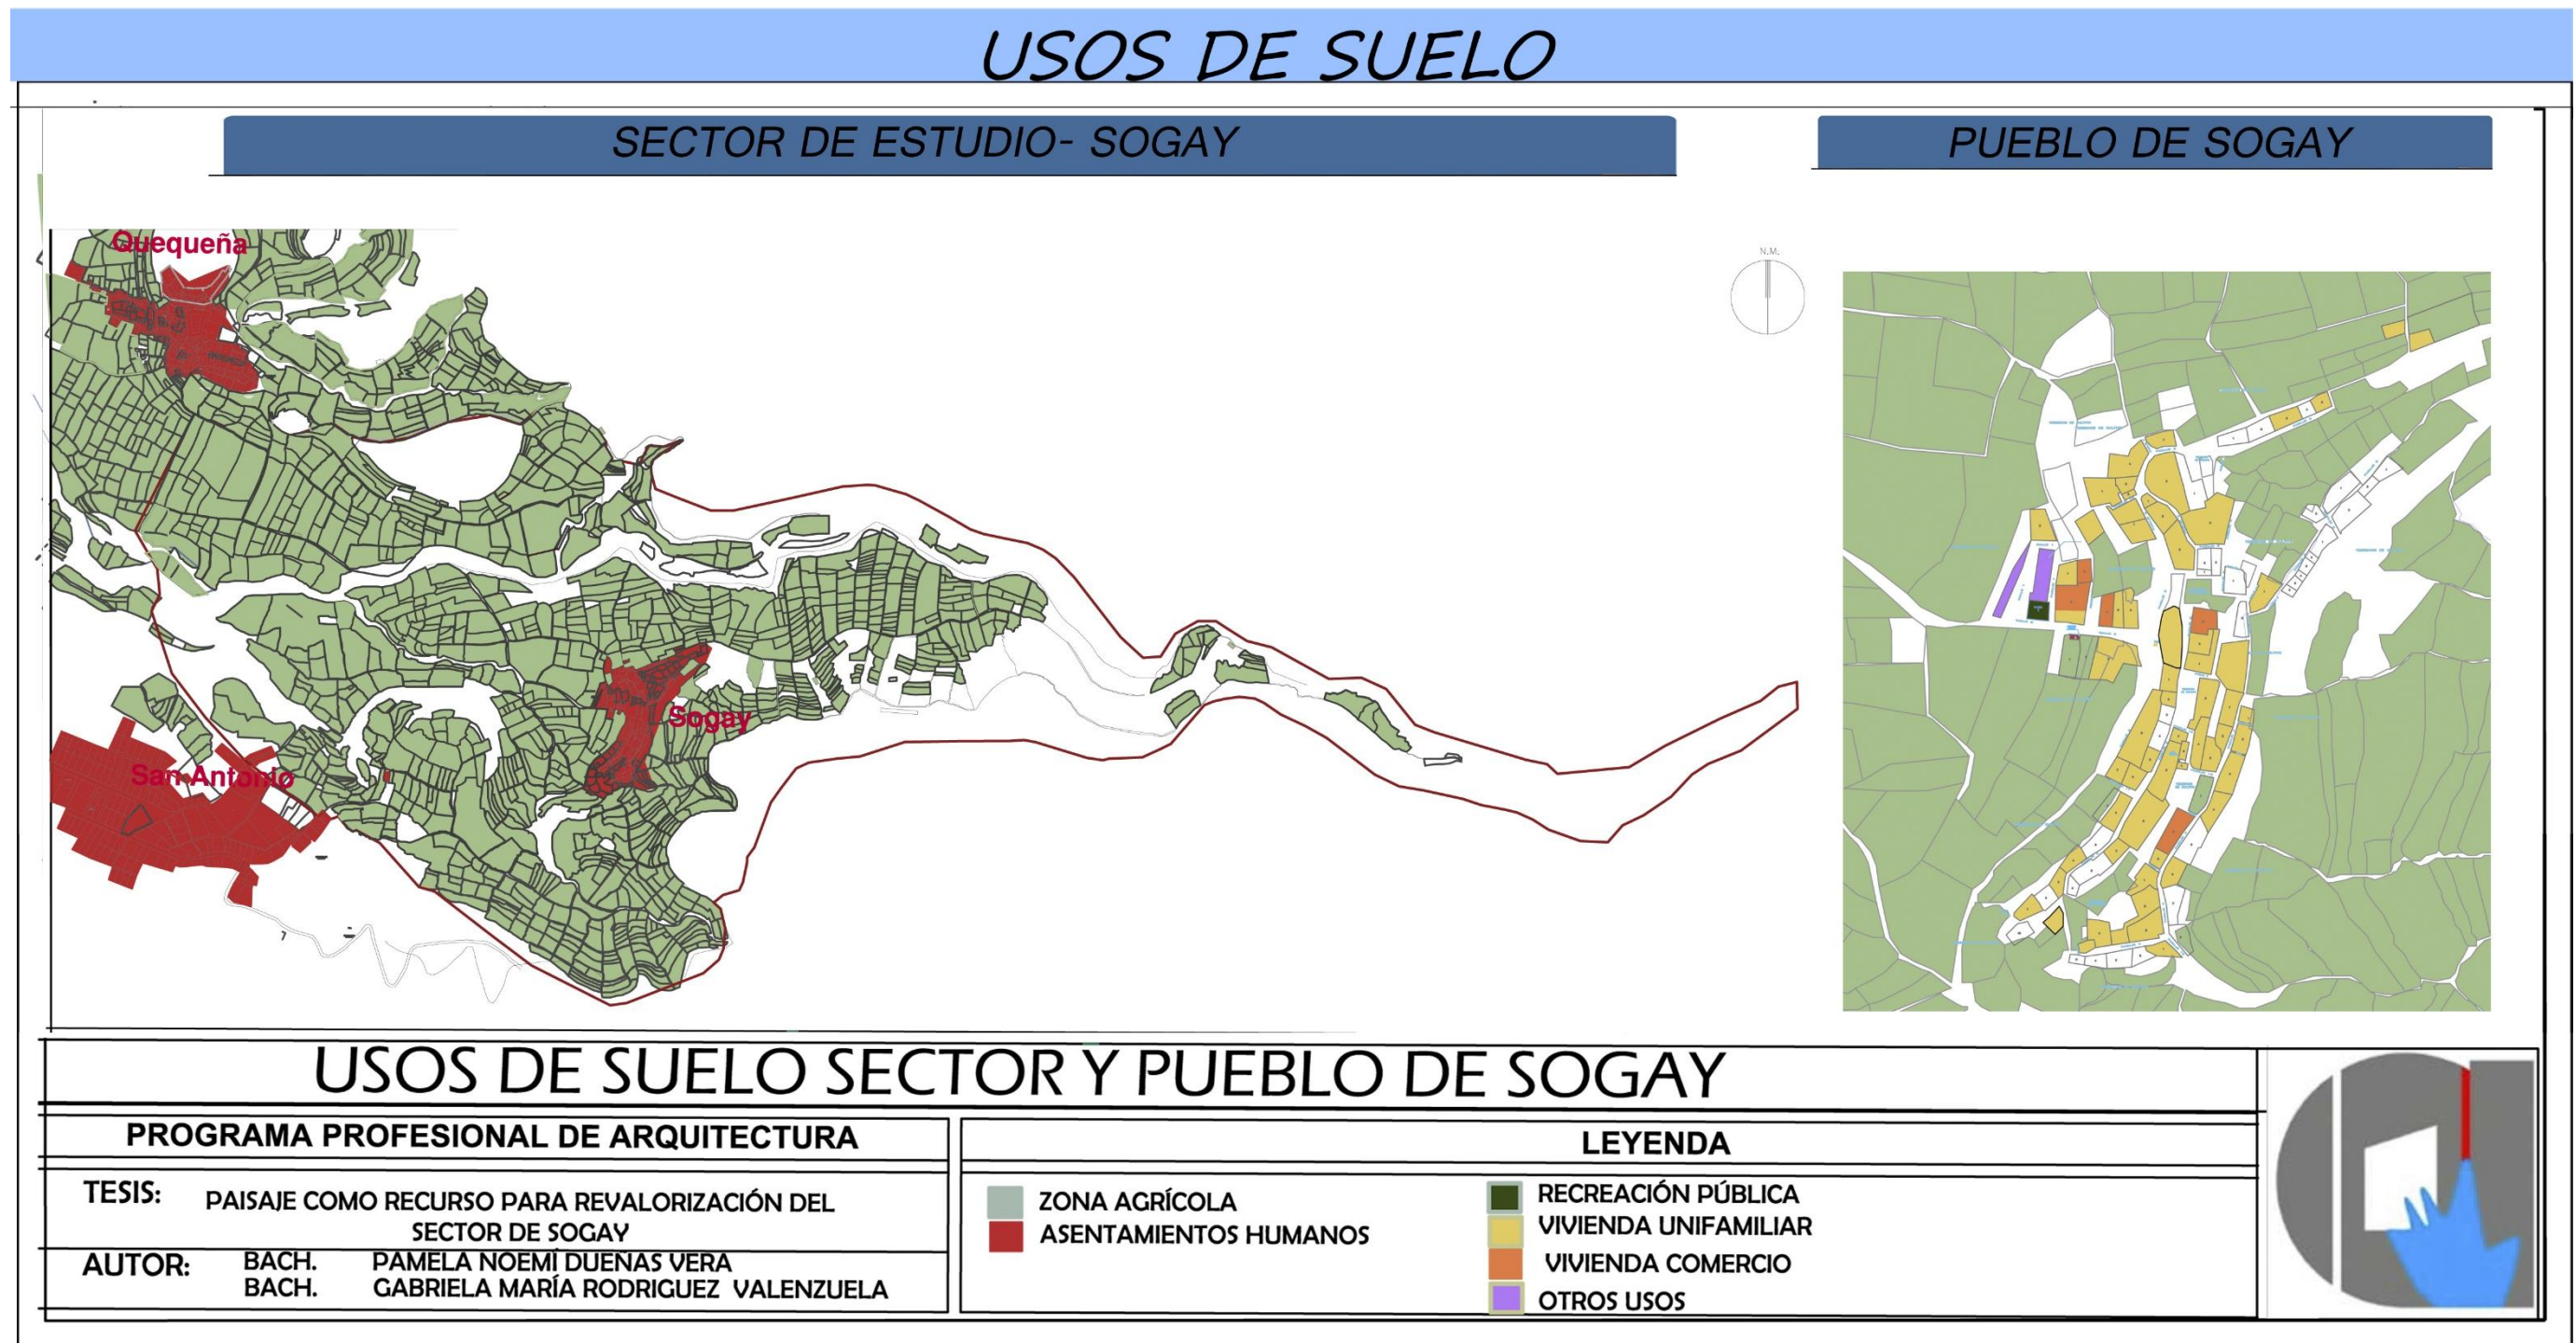 USOS DE SUELO
SECTOR DE ESTUDIO- SOGAY
PUEBLO DE SOGAY
Quequeña
N.M.
Sogay
San Antonio
USOS DE SUELO SECTOR Y PUEBLO DE SOGAY
PROGRAMA PROFESIONAL DE ARQUITECTURA
TESIS: PAISAJE COMO RECURSO PARA REVALORIZACIÓN DEL
SECTOR DE SOGAY
AUTOR: BACH. PAMELA NOEMÍ DUEÑAS VERA
BACH. GABRIELA MARÍA RODRIGUEZ VALENZUELA
LEYENDA
ZONA AGRÍCOLA
ASENTAMIENTOS HUMANOS
RECREACIÓN PÚBLICA
VIVIENDA UNIFAMILIAR
VIVIENDA COMERCIO
OTROS USOS